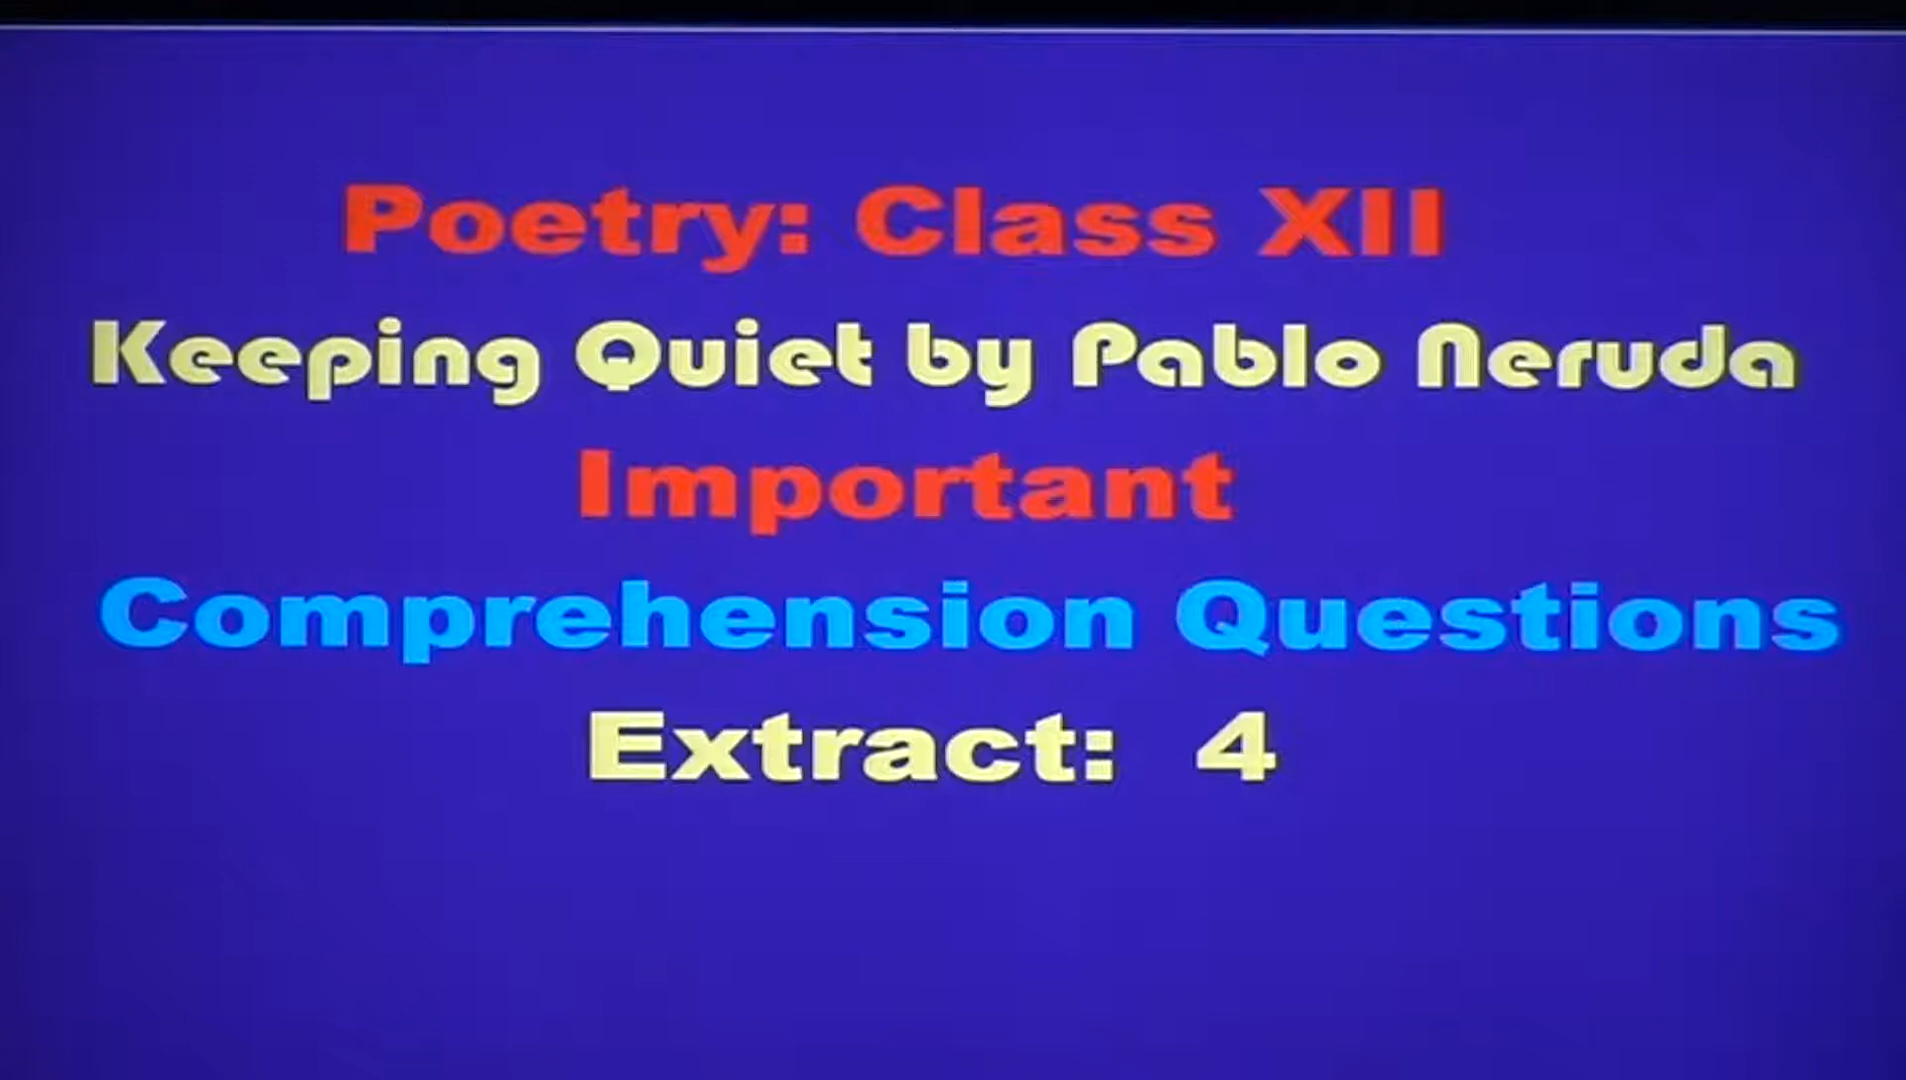 Poetry: Class XII
Keeping Quiet by Pablo Neruda
Important
Comprehension Questions
Extract: 4